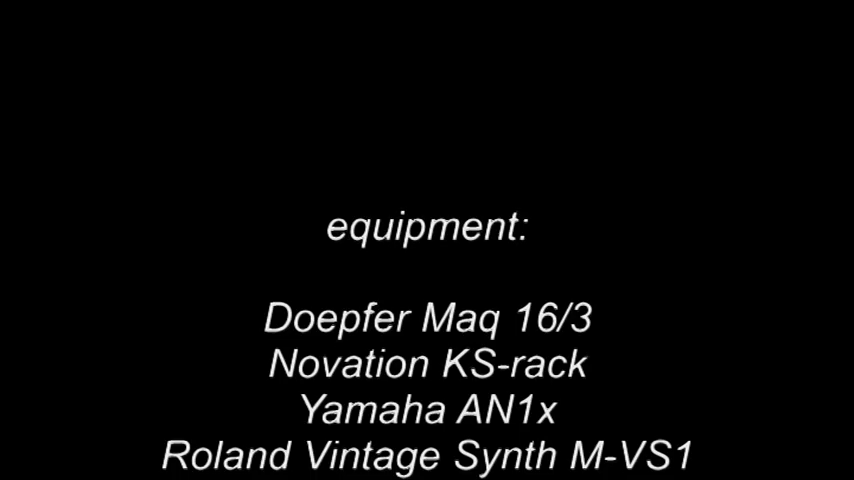 equipment:
Doepfer Maq 16/3
Novation KS-rack
Yamaha AN1x
Roland Vintage Synth M-VS1